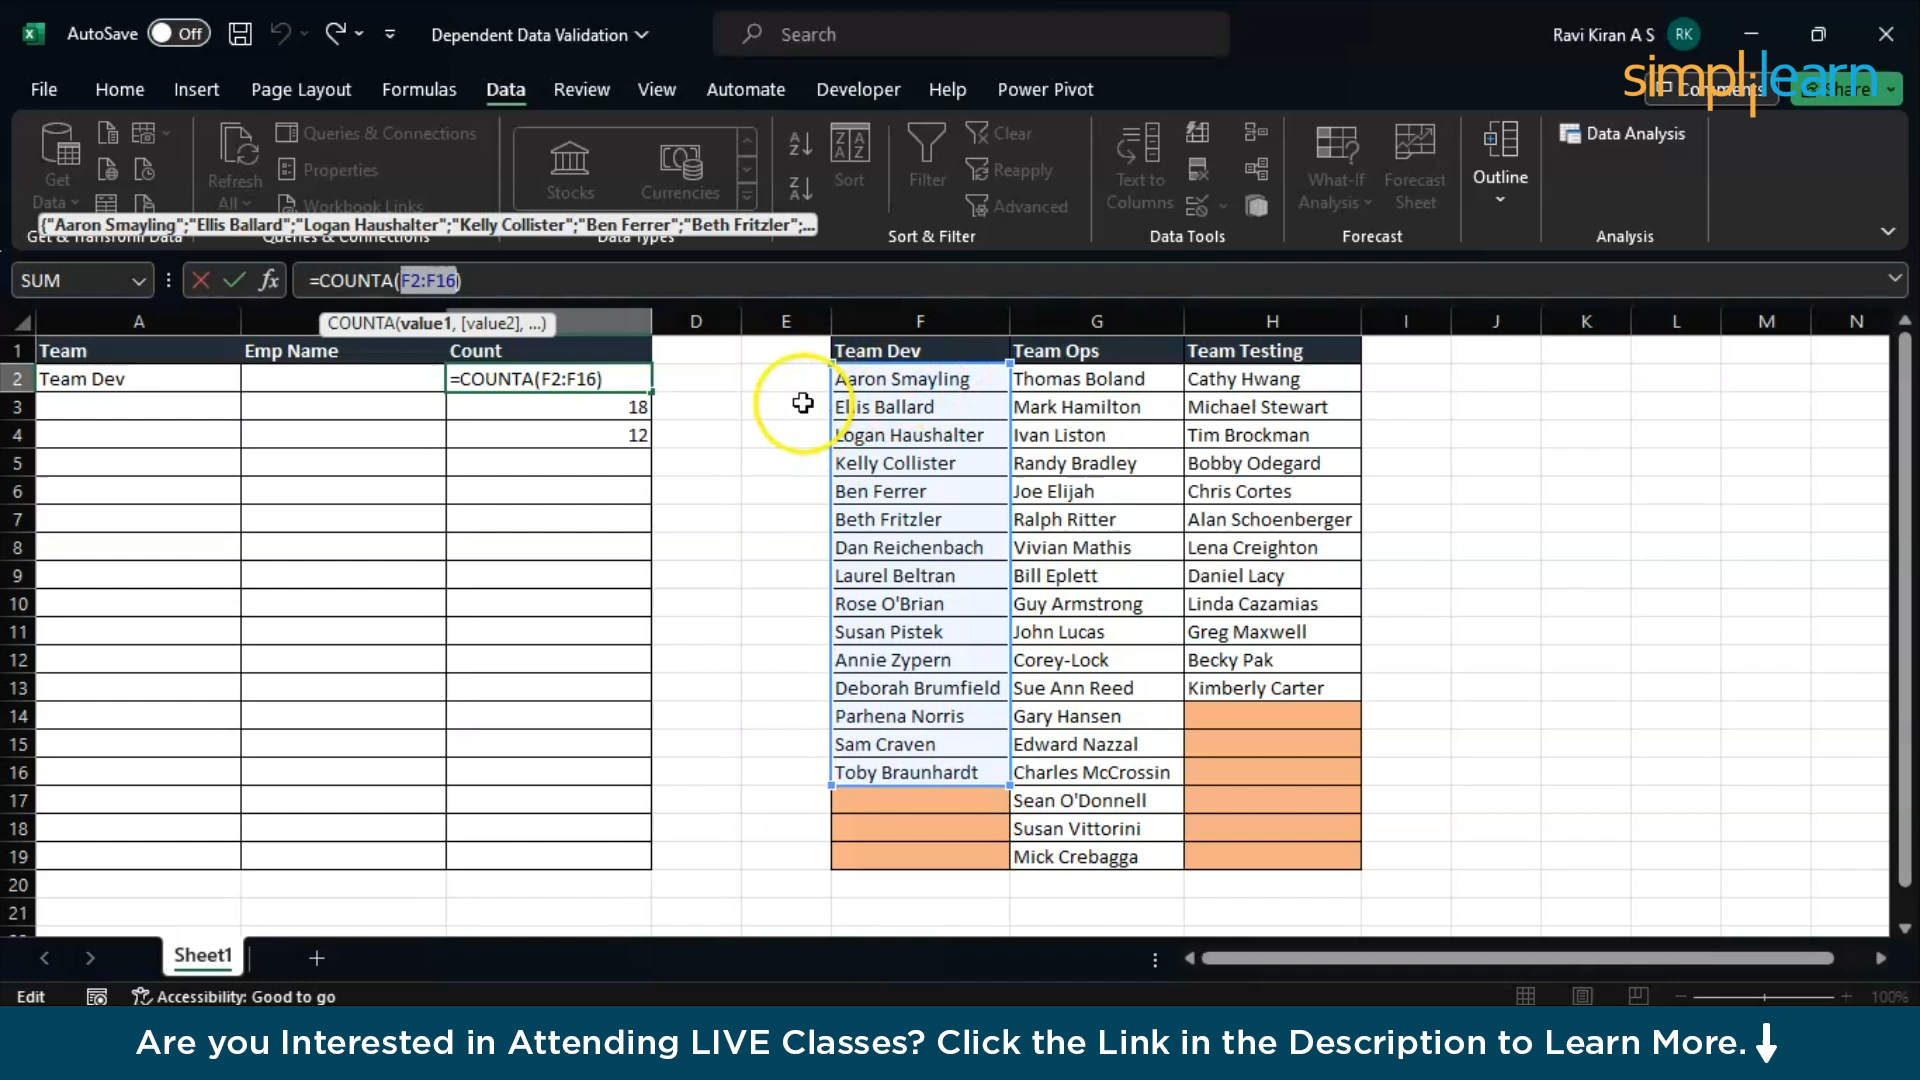 AutoSave Off Dependent Data Validation Search Ravi Kiran A S RK
simplilearn
File Home Insert Page Layout Formulas Data Review View Automate Developer Help Power Pivot Comments Share
Get Data Refresh All Queries & Connections Properties Workbook Links Stocks Currencies Sort Filter Clear Reapply Advanced Text to Columns What-If Analysis Forecast Sheet Outline Data Analysis
{"Aaron Smayling";"Ellis Ballard";"Logan Haushalter";"Kelly Collister";"Ben Ferrer";"Beth Fritzler";...
Get & Transform Data Queries & Connections Data Types Sort & Filter Data Tools Forecast Analysis
SUM fx =COUNTA(F2:F16)
COUNTA(value1, [value2], ...)
A D E F G H I J K L M N
1 Team Emp Name Count Team Dev Team Ops Team Testing
2 Team Dev =COUNTA(F2:F16) Aaron Smayling Thomas Boland Cathy Hwang
3 18 Ellis Ballard Mark Hamilton Michael Stewart
4 12 Logan Haushalter Ivan Liston Tim Brockman
5 Kelly Collister Randy Bradley Bobby Odegard
6 Ben Ferrer Joe Elijah Chris Cortes
7 Beth Fritzler Ralph Ritter Alan Schoenberger
8 Dan Reichenbach Vivian Mathis Lena Creighton
9 Laurel Beltran Bill Eplett Daniel Lacy
10 Rose O'Brian Guy Armstrong Linda Cazamias
11 Susan Pistek John Lucas Greg Maxwell
12 Annie Zypern Corey-Lock Becky Pak
13 Deborah Brumfield Sue Ann Reed Kimberly Carter
14 Parhena Norris Gary Hansen
15 Sam Craven Edward Nazzal
16 Toby Braunhardt Charles McCrossin
17 Sean O'Donnell
18 Susan Vittorini
19 Mick Crebagga
20
21
Sheet1
Edit Accessibility: Good to go 100%
Are you Interested in Attending LIVE Classes? Click the Link in the Description to Learn More.